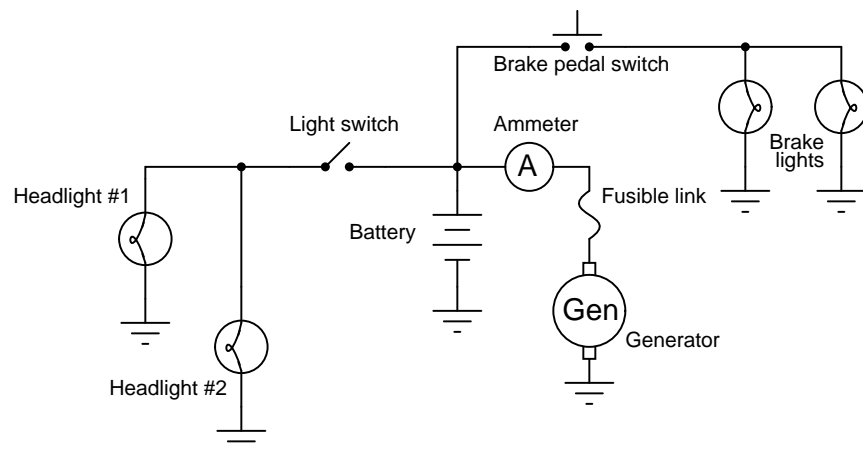 Brake pedal switch
Light switch
Ammeter
Brake
lights
A
Headlight #1
Fusible link
Battery
Gen
Generator
Headlight #2